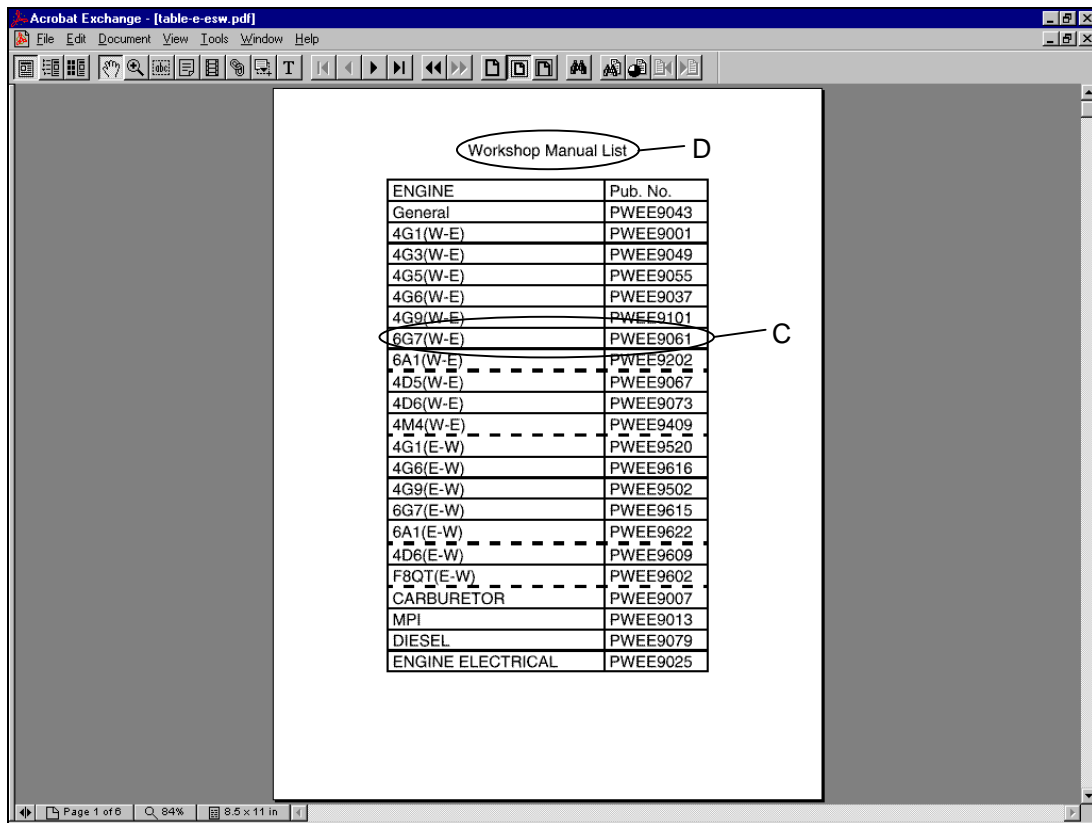 Acrobat Exchange - [table-e-esw.pdf]
File Edit Document View Tools Window Help
abc T
Workshop Manual List D
ENGINE Pub. No.
General PWEE9043
4G1(W-E) PWEE9001
4G3(W-E) PWEE9049
4G5(W-E) PWEE9055
4G6(W-E) PWEE9037
4G9(W-E) PWEE9101
6G7(W-E) PWEE9061 C
6A1(W-E) PWEE9202
4D5(W-E) PWEE9067
4D6(W-E) PWEE9073
4M4(W-E) PWEE9409
4G1(E-W) PWEE9520
4G6(E-W) PWEE9616
4G9(E-W) PWEE9502
6G7(E-W) PWEE9615
6A1(E-W) PWEE9622
4D6(E-W) PWEE9609
F8QT(E-W) PWEE9602
CARBURETOR PWEE9007
MPI PWEE9013
DIESEL PWEE9079
ENGINE ELECTRICAL PWEE9025
Page 1 of 6 84% 8.5 x 11 in